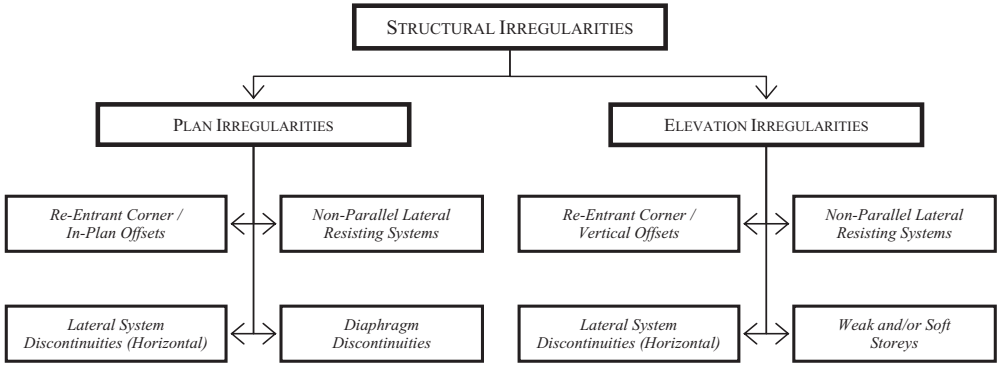 STRUCTURAL IRREGULARITIES
PLAN IRREGULARITIES
ELEVATION IRREGULARITIES
Re-Entrant Corner /
In-Plan Offsets
Non-Parallel Lateral
Resisting Systems
Re-Entrant Corner /
Vertical Offsets
Non-Parallel Lateral
Resisting Systems
Lateral System
Discontinuities (Horizontal)
Diaphragm
Discontinuities
Lateral System
Discontinuities (Horizontal)
Weak and/or Soft
Storeys